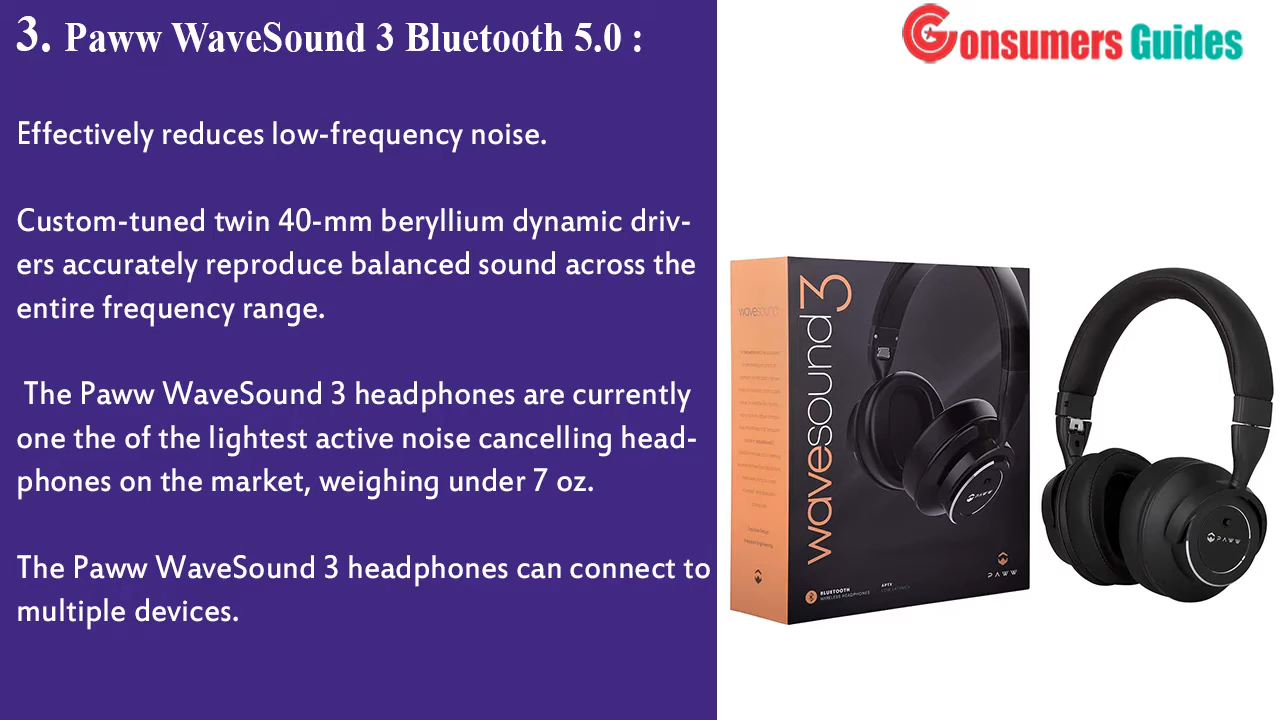 3. Paww WaveSound 3 Bluetooth 5.0 :
Consumers Guides
Effectively reduces low-frequency noise.
Custom-tuned twin 40-mm beryllium dynamic driv-
ers accurately reproduce balanced sound across the
entire frequency range.
The Paww WaveSound 3 headphones are currently
one the of the lightest active noise cancelling head-
phones on the market, weighing under 7 oz.
The Paww WaveSound 3 headphones can connect to
multiple devices.
wavesound
wavesound3
PAWW
BLUETOOTH
WIRELESS HEADPHONES
APTX
LOW LATENCY
PAWW
PAWW